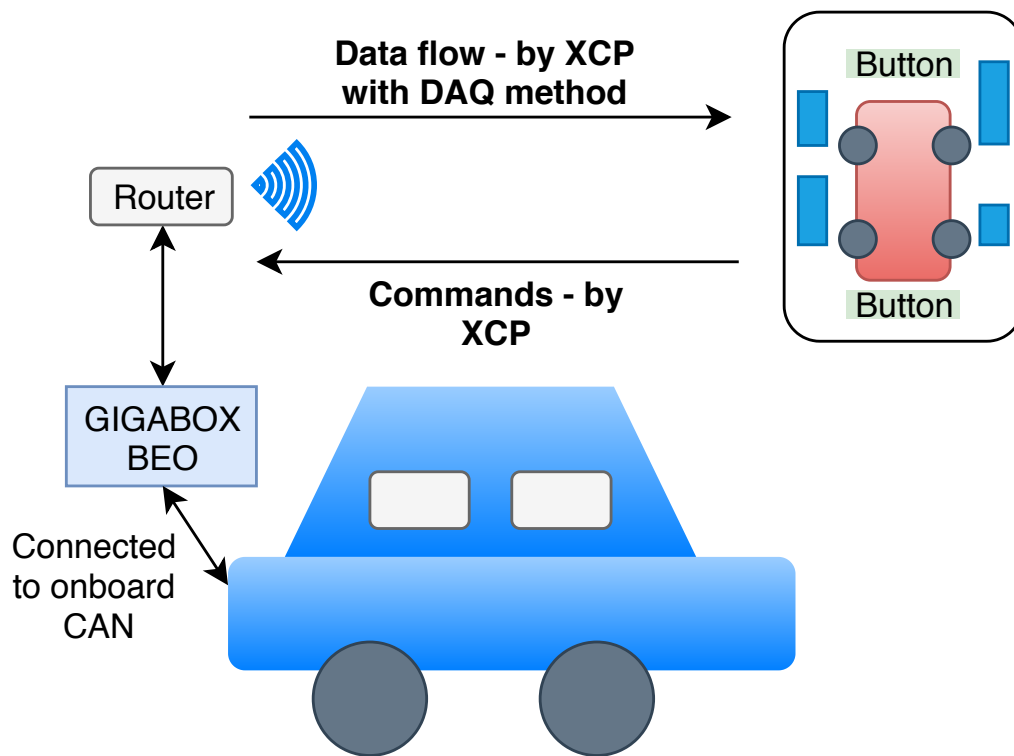 Data flow - by XCP
with DAQ method
Button
Router
Commands - by
XCP
Button
GIGABOX
BEO
Connected
to onboard
CAN